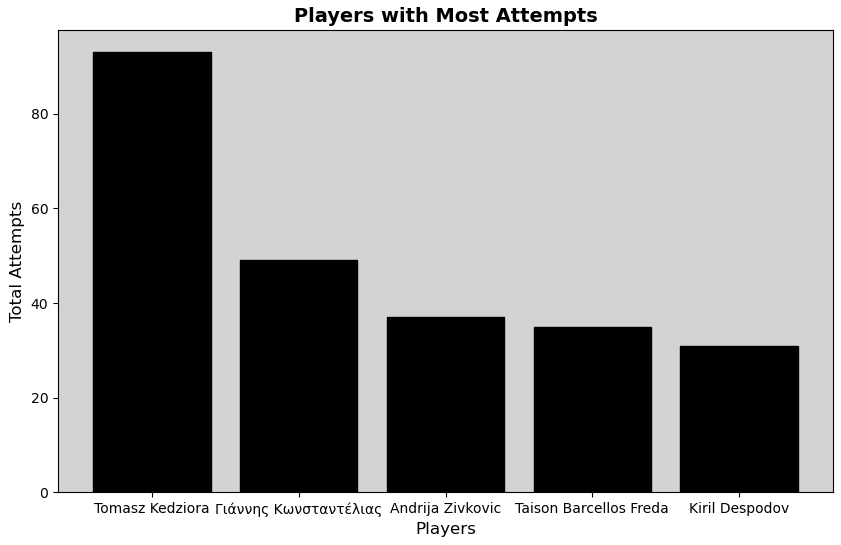 Players with Most Attempts
Total Attempts
80
60
40
20
0
Tomasz Kedziora Γιάννης Κωνσταντέλιας Andrija Zivkovic Taison Barcellos Freda Kiril Despodov
Players